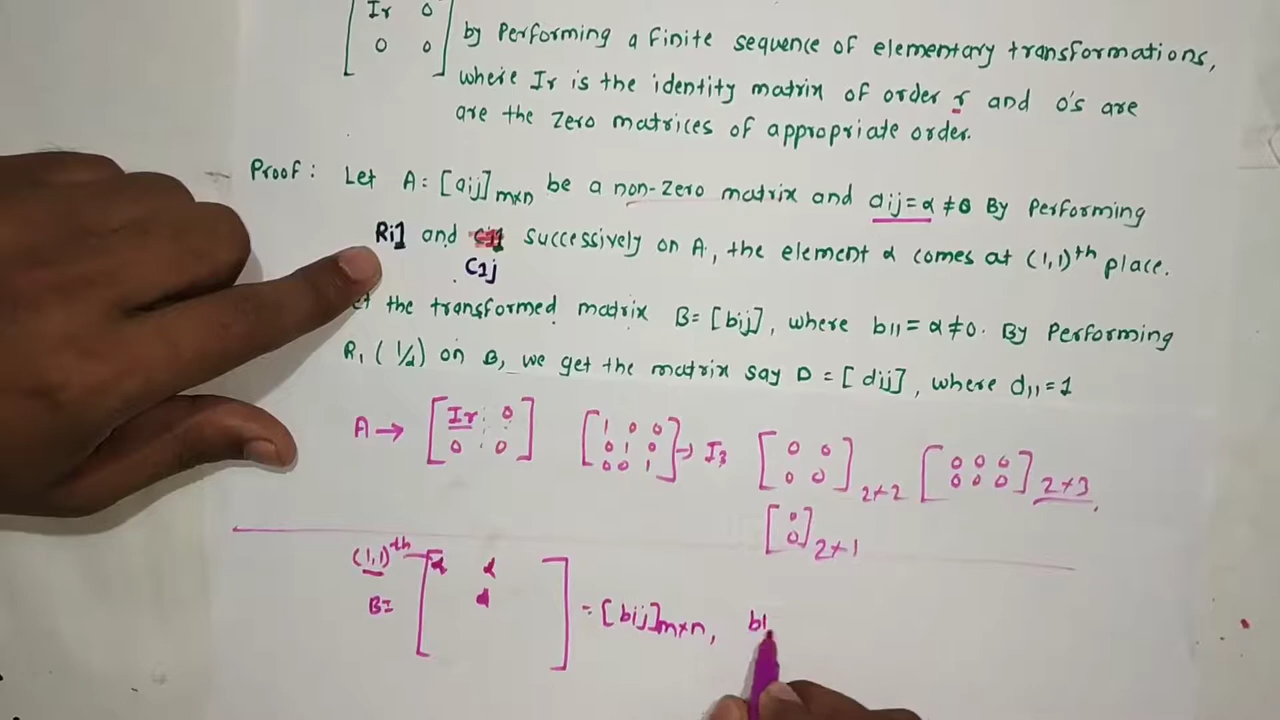 [Ir 0
0 0] by Performing a finite sequence of elementary transformations,
where Ir is the identity matrix of order r and 0's are
are the zero matrices of appropriate order.
Proof : Let A = [aij]m×n be a non-zero matrix and aij = α ≠ 0 By Performing
Ri1 and successively on A, the element α comes at (1,1)th place.
C1j
the transformed matrix B = [bij], where b11 = α ≠ 0. By Performing
R1 (1/α) on B, we get the matrix say D = [dij], where d11 = 1
A → [Ir 0
0 0] [1 0 0
0 1 0
0 0 1] → I3 [0 0
0 0]2×2 [0 0 0
0 0 0]2×3
[0
0]2×1
(1,1)th [α α
B= α ] = [bij]m×n, b1